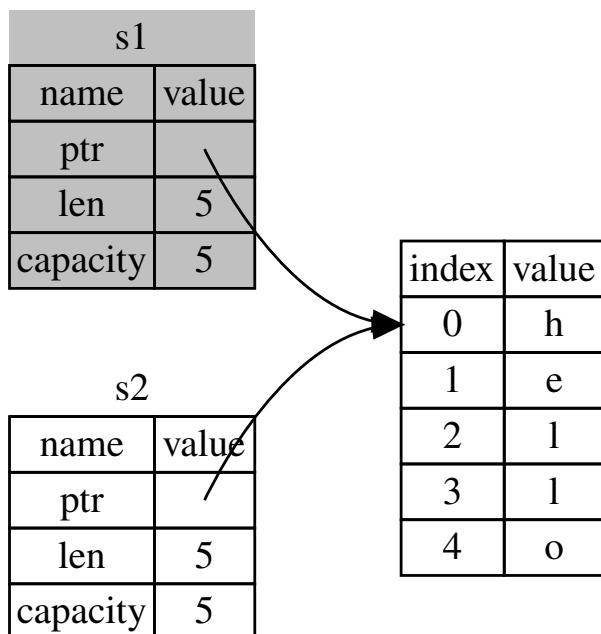 s1
name value
ptr
len 5
capacity 5
s2
name value
ptr
len 5
capacity 5
index value
0 h
1 e
2 l
3 l
4 o